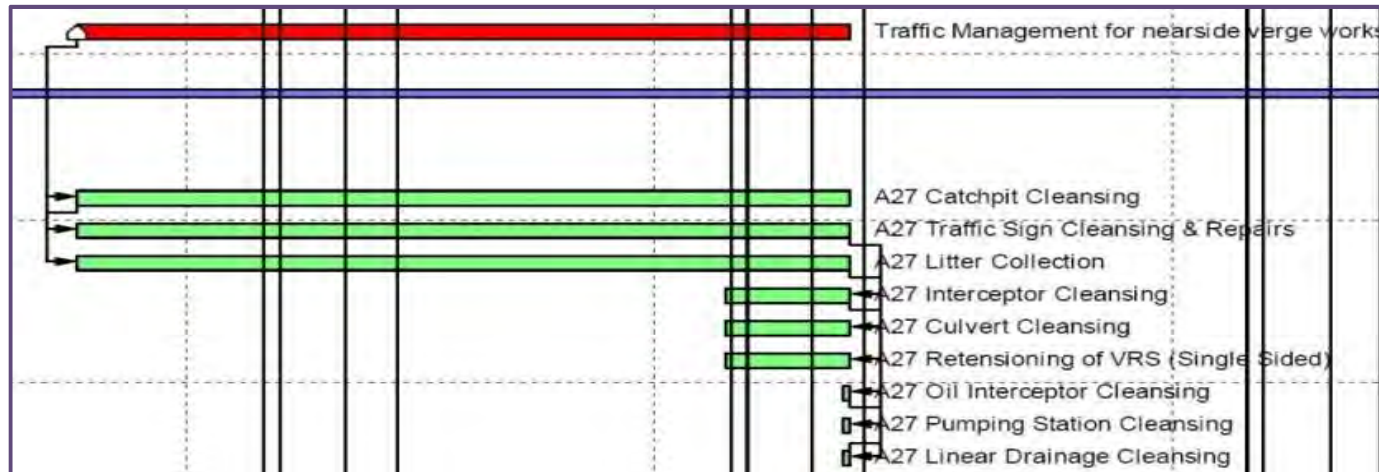 Traffic Management for nearside verge works
A27 Catchpit Cleansing
A27 Traffic Sign Cleansing & Repairs
A27 Litter Collection
A27 Interceptor Cleansing
A27 Culvert Cleansing
A27 Retensioning of VRS (Single Sided)
A27 Oil Interceptor Cleansing
A27 Pumping Station Cleansing
A27 Linear Drainage Cleansing